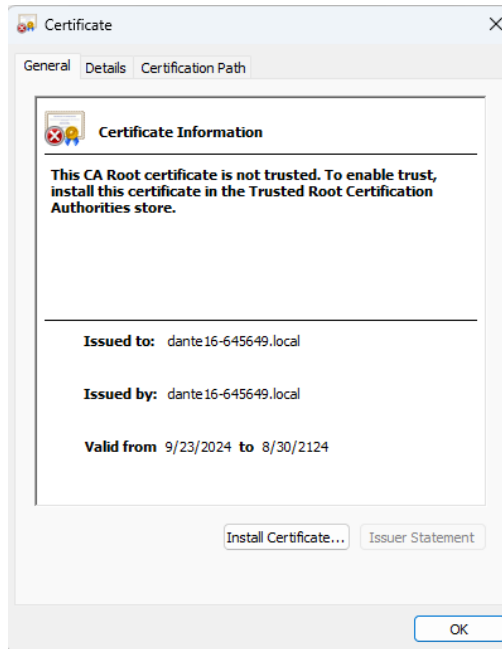 Certificate
General Details Certification Path
Certificate Information
This CA Root certificate is not trusted. To enable trust,
install this certificate in the Trusted Root Certification
Authorities store.
Issued to: dante16-645649.local
Issued by: dante16-645649.local
Valid from 9/23/2024 to 8/30/2124
Install Certificate... Issuer Statement
OK